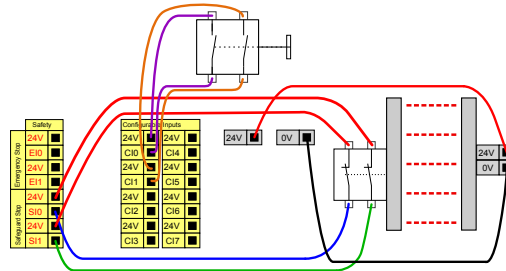 Safety
Emergency Stop
24V
EI0
24V
EI1
Safeguard Stop
24V
SI0
24V
SI1
Configurable Inputs
24V 24V
CI0 CI4
24V 24V
CI1 CI5
24V 24V
CI2 CI6
24V 24V
CI3 CI7
24V
0V
24V
0V